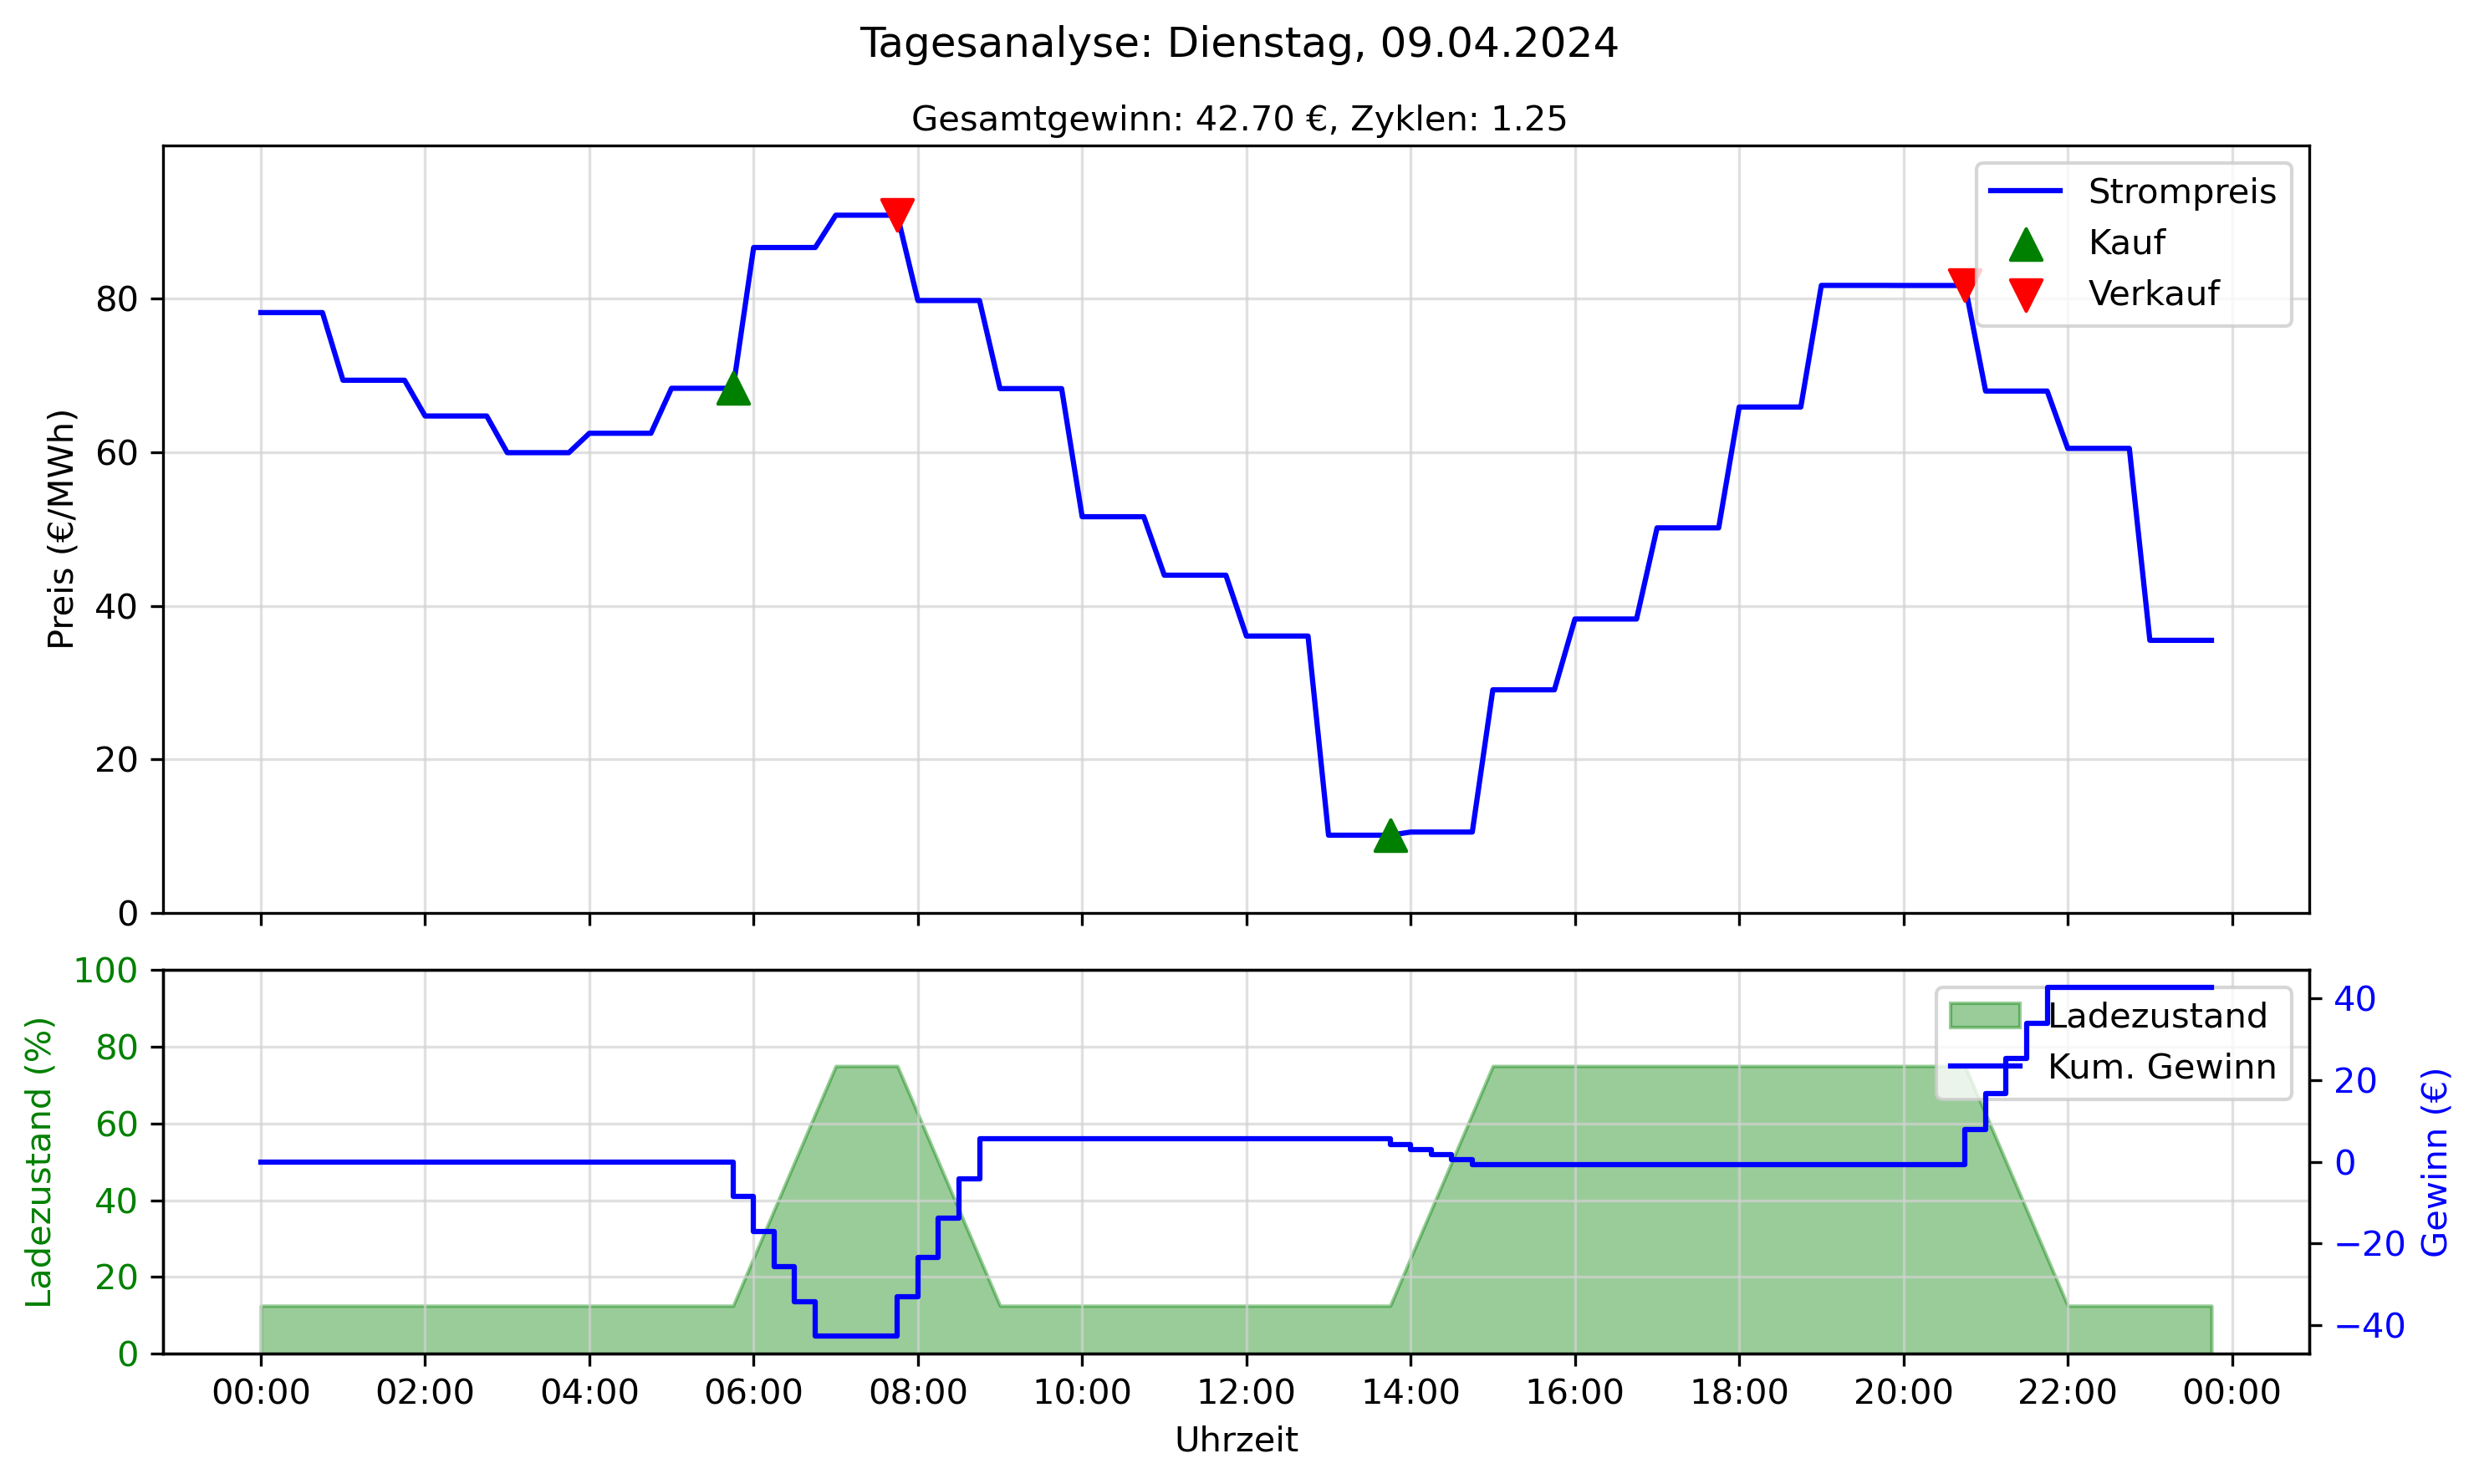 Tagesanalyse: Dienstag, 09.04.2024
Gesamtgewinn: 42.70 €, Zyklen: 1.25
Strompreis
Kauf
Verkauf
Preis (€/MWh)
80
60
40
20
0
Ladezustand (%)
100
80
60
40
20
0
Ladezustand
Kum. Gewinn
40
20
0
−20
−40
Gewinn (€)
00:00 02:00 04:00 06:00 08:00 10:00 12:00 14:00 16:00 18:00 20:00 22:00 00:00
Uhrzeit